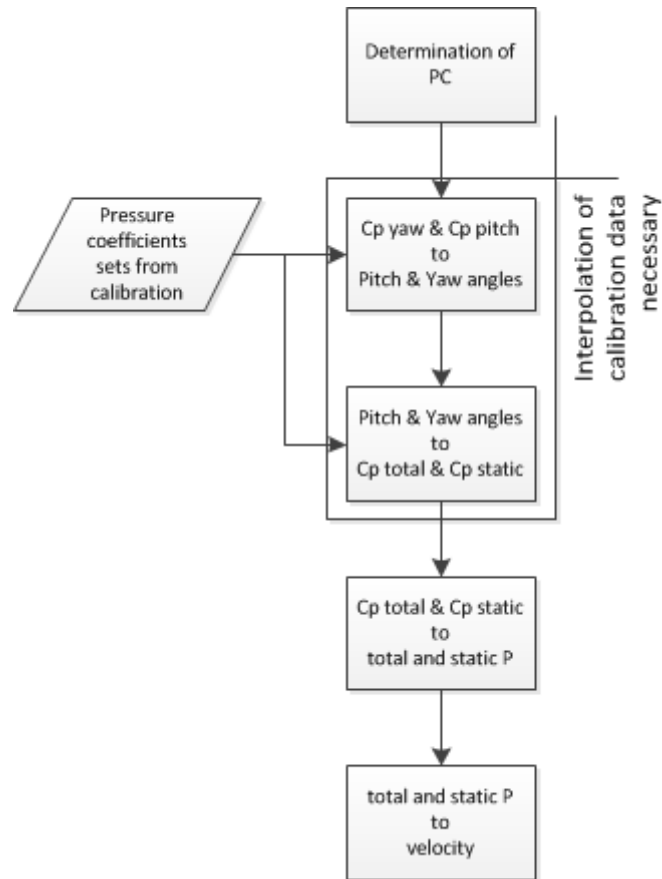 Determination of
PC
Pressure
coefficients
sets from
calibration
Cp yaw & Cp pitch
to
Pitch & Yaw angles
Interpolation of
calibration data
necessary
Pitch & Yaw angles
to
Cp total & Cp static
Cp total & Cp static
to
total and static P
total and static P
to
velocity